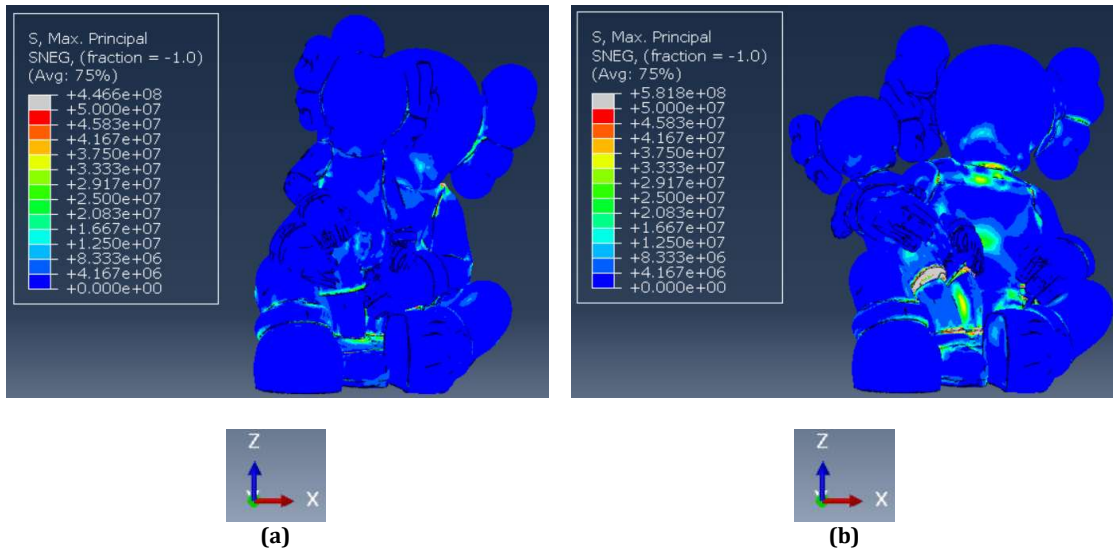 S, Max. Principal
SNEG, (fraction = -1.0)
(Avg: 75%)
+4.466e+08
+5.000e+07
+4.583e+07
+4.167e+07
+3.750e+07
+3.333e+07
+2.917e+07
+2.500e+07
+2.083e+07
+1.667e+07
+1.250e+07
+8.333e+06
+4.167e+06
+0.000e+00
S, Max. Principal
SNEG, (fraction = -1.0)
(Avg: 75%)
+5.818e+08
+5.000e+07
+4.583e+07
+4.167e+07
+3.750e+07
+3.333e+07
+2.917e+07
+2.500e+07
+2.083e+07
+1.667e+07
+1.250e+07
+8.333e+06
+4.167e+06
+0.000e+00
Z
X
(a)
Z
X
(b)